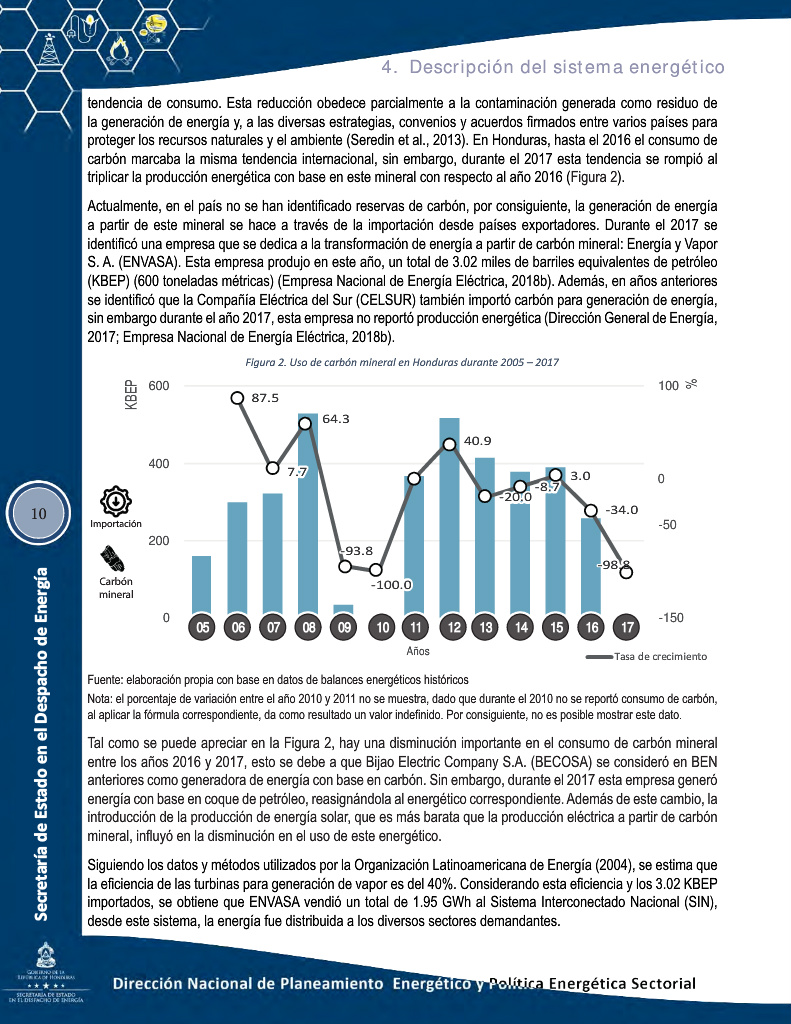 4. Descripción del sistema energético
tendencia de consumo. Esta reducción obedece parcialmente a la contaminación generada como residuo de
la generación de energía y, a las diversas estrategias, convenios y acuerdos firmados entre varios países para
proteger los recursos naturales y el ambiente (Seredin et al., 2013). En Honduras, hasta el 2016 el consumo de
carbón marcaba la misma tendencia internacional, sin embargo, durante el 2017 esta tendencia se rompió al
triplicar la producción energética con base en este mineral con respecto al año 2016 (Figura 2).
Actualmente, en el país no se han identificado reservas de carbón, por consiguiente, la generación de energía
a partir de este mineral se hace a través de la importación desde países exportadores. Durante el 2017 se
identificó una empresa que se dedica a la transformación de energía a partir de carbón mineral: Energía y Vapor
S. A. (ENVASA). Esta empresa produjo en este año, un total de 3.02 miles de barriles equivalentes de petróleo
(KBEP) (600 toneladas métricas) (Empresa Nacional de Energía Eléctrica, 2018b). Además, en años anteriores
se identificó que la Compañía Eléctrica del Sur (CELSUR) también importó carbón para generación de energía,
sin embargo durante el año 2017, esta empresa no reportó producción energética (Dirección General de Energía,
2017; Empresa Nacional de Energía Eléctrica, 2018b).
Figura 2. Uso de carbón mineral en Honduras durante 2005 – 2017
KBEP
600
400
200
0
100 %
0
-50
-150
87.5
7.7
64.3
-93.8
-100.0
40.9
-20.0
-8.7
3.0
-34.0
-98.8
Importación
Carbón
mineral
05 06 07 08 09 10 11 12 13 14 15 16 17
Años
Tasa de crecimiento
Fuente: elaboración propia con base en datos de balances energéticos históricos
Nota: el porcentaje de variación entre el año 2010 y 2011 no se muestra, dado que durante el 2010 no se reportó consumo de carbón,
al aplicar la fórmula correspondiente, da como resultado un valor indefinido. Por consiguiente, no es posible mostrar este dato.
Tal como se puede apreciar en la Figura 2, hay una disminución importante en el consumo de carbón mineral
entre los años 2016 y 2017, esto se debe a que Bijao Electric Company S.A. (BECOSA) se consideró en BEN
anteriores como generadora de energía con base en carbón. Sin embargo, durante el 2017 esta empresa generó
energía con base en coque de petróleo, reasignándola al energético correspondiente. Además de este cambio, la
introducción de la producción de energía solar, que es más barata que la producción eléctrica a partir de carbón
mineral, influyó en la disminución en el uso de este energético.
Siguiendo los datos y métodos utilizados por la Organización Latinoamericana de Energía (2004), se estima que
la eficiencia de las turbinas para generación de vapor es del 40%. Considerando esta eficiencia y los 3.02 KBEP
importados, se obtiene que ENVASA vendió un total de 1.95 GWh al Sistema Interconectado Nacional (SIN),
desde este sistema, la energía fue distribuida a los diversos sectores demandantes.
10
Secretaría de Estado en el Despacho de Energía
GOBIERNO DE LA
REPÚBLICA DE HONDURAS
SECRETARÍA DE ESTADO
EN EL DESPACHO DE ENERGÍA
Dirección Nacional de Planeamiento Energético y Política Energética Sectorial